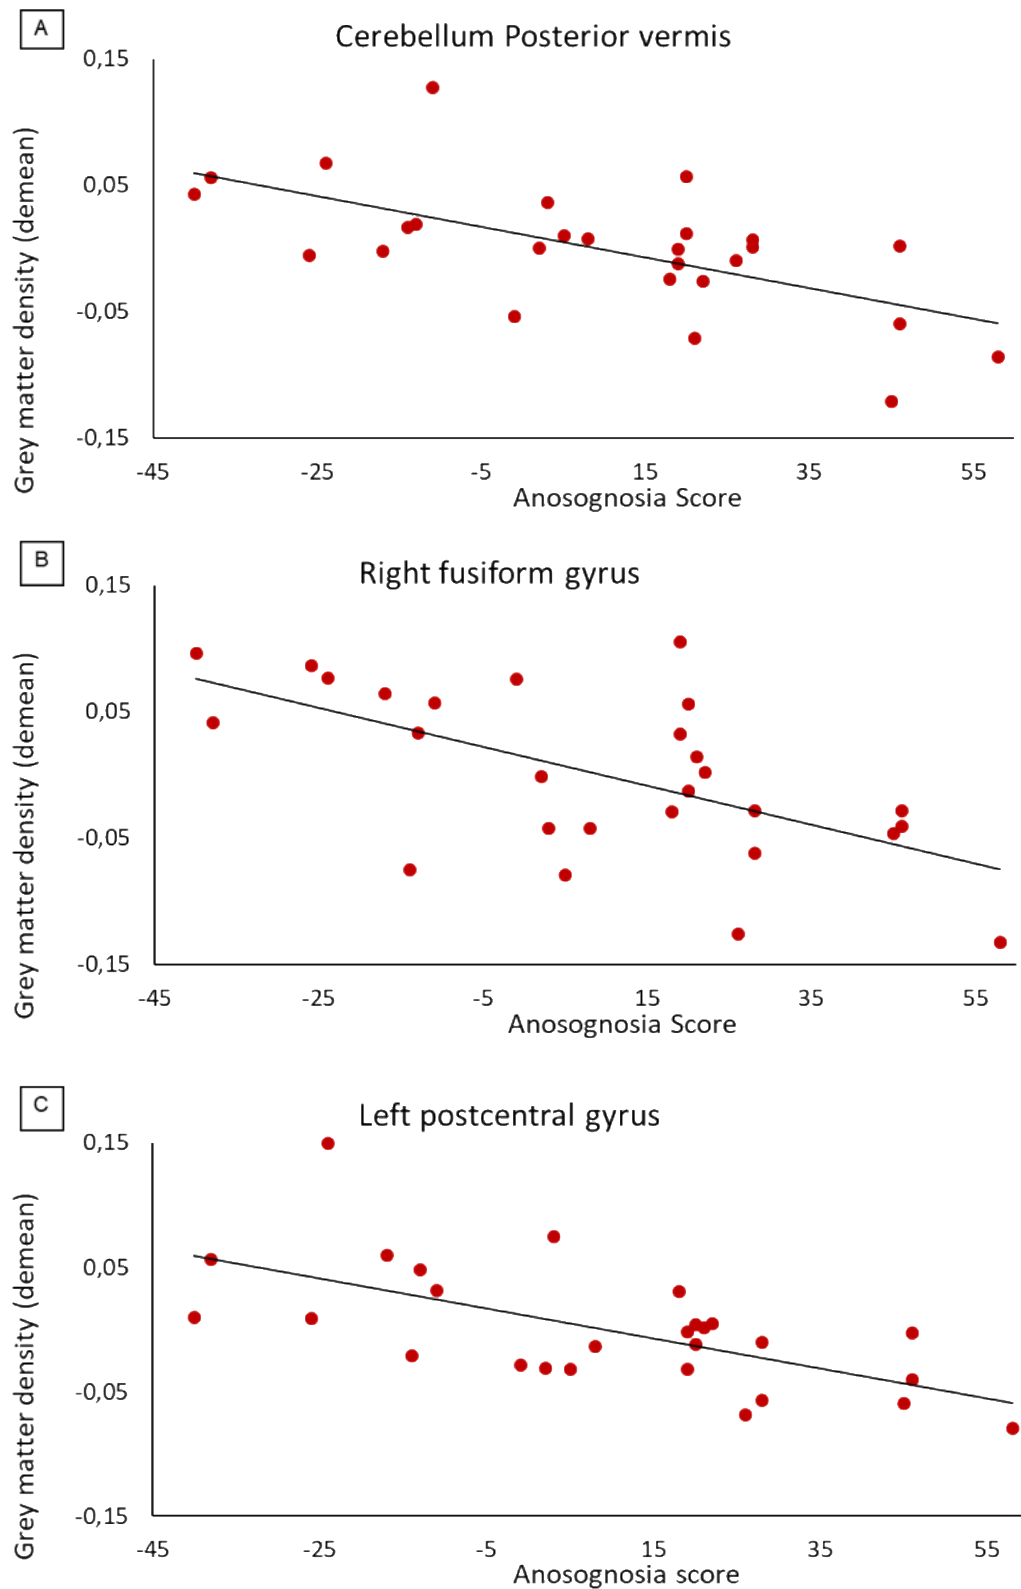 A
Cerebellum Posterior vermis
Grey matter density (demean)
0,15
0,05
-0,05
-0,15
-45 -25 -5 15 35 55
Anosognosia Score
B
Right fusiform gyrus
Grey matter density (demean)
0,15
0,05
-0,05
-0,15
-45 -25 -5 15 35 55
Anosognosia Score
C
Left postcentral gyrus
Grey matter density (demean)
0,15
0,05
-0,05
-0,15
-45 -25 -5 15 35 55
Anosognosia score